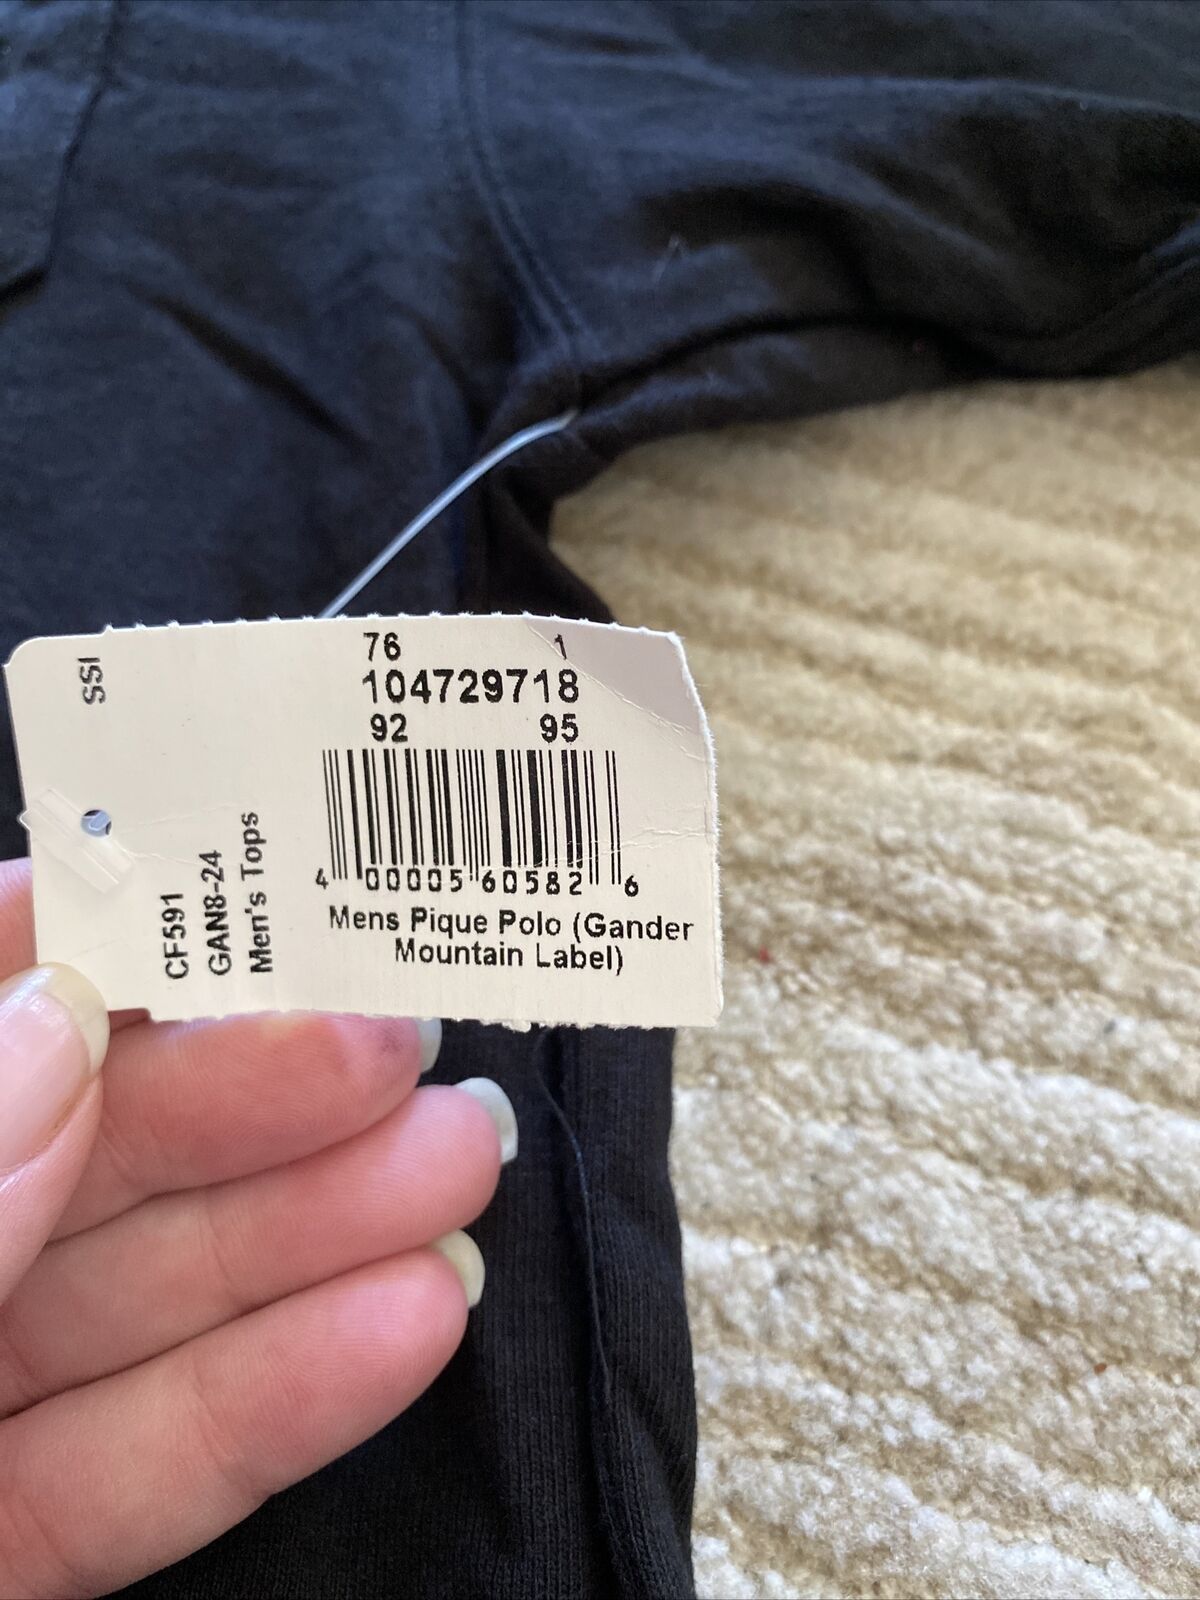 SSI
76 1
104729718
92 95
4 00005 60582 6
Mens Pique Polo (Gander
Mountain Label)
CF591
GAN8-24
Men's Tops